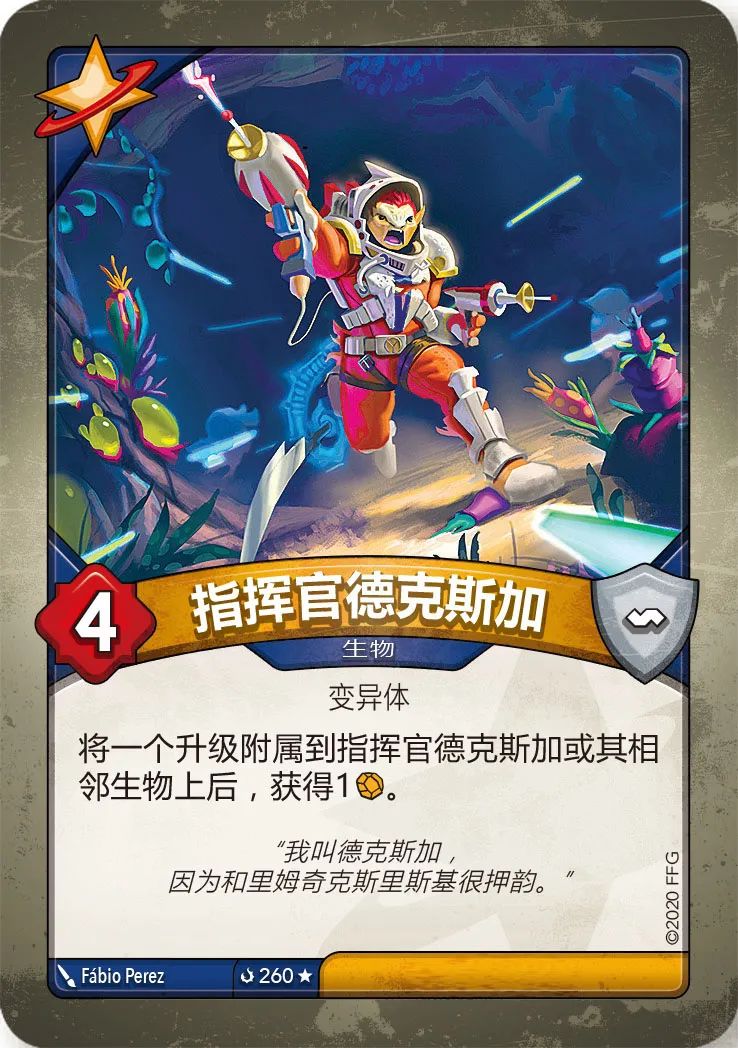 4
指挥官德克斯加
生物
变异体
将一个升级附属到指挥官德克斯加或其相
邻生物上后，获得1。
“我叫德克斯加，
因为和里姆奇克斯里斯基很押韵。”
©2020 FFG
Fábio Perez
260